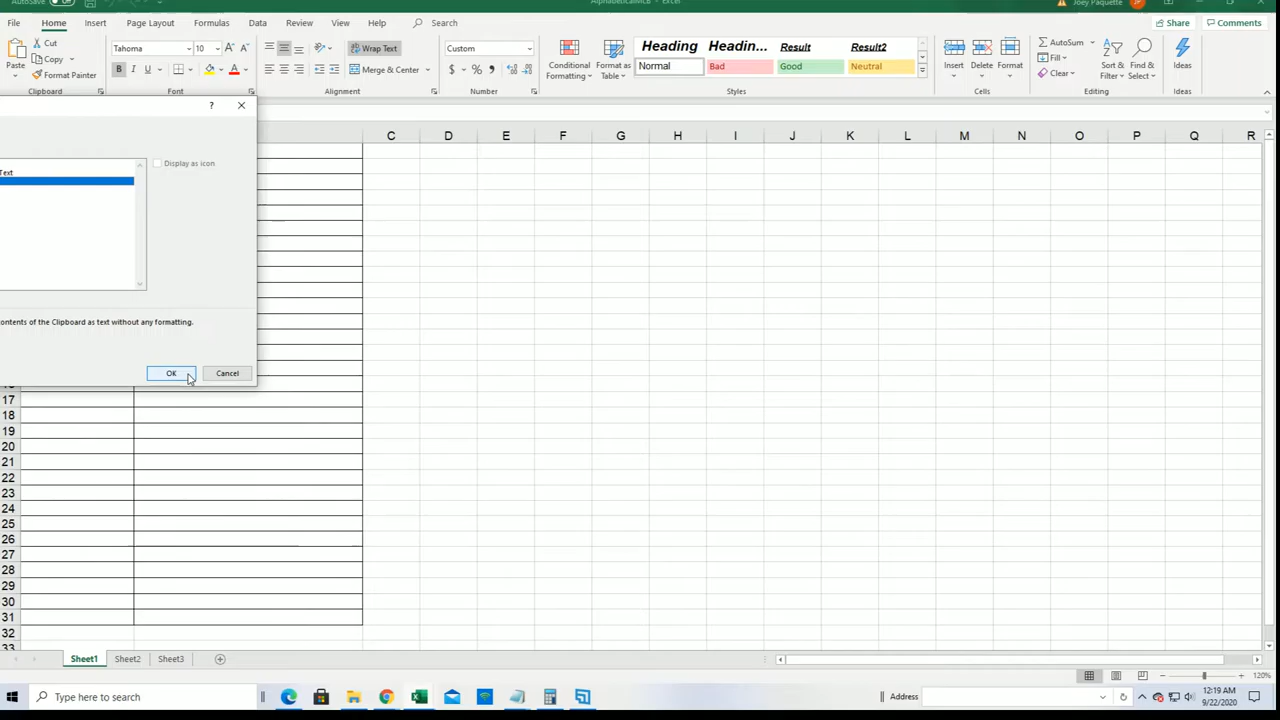 AutoSave Off AlphabeticalMLB - Excel Joey Paquette JP
File Home Insert Page Layout Formulas Data Review View Help Search Share Comments
Paste Cut Copy Format Painter Clipboard
Tahoma 10 B I U A A Font
Wrap Text Merge & Center Alignment
Custom $ % Number
Conditional Formatting Format as Table
Heading Headin... Result Result2
Normal Bad Good Neutral
Styles
Insert Delete Format Cells
AutoSum Fill Clear Sort & Filter Find & Select Editing
Ideas Ideas
? ×
C D E F G H I J K L M N O P Q R
Display as icon
Text
ontents of the Clipboard as text without any formatting.
OK Cancel
17
18
19
20
21
22
23
24
25
26
27
28
29
30
31
32
33
Sheet1 Sheet2 Sheet3
120%
Type here to search Address 12:19 AM
9/22/2020